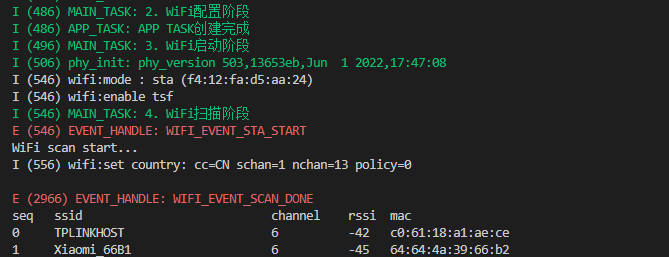 I (486) MAIN_TASK: 2. WiFi配置阶段
I (486) APP_TASK: APP TASK创建完成
I (496) MAIN_TASK: 3. WiFi启动阶段
I (506) phy_init: phy_version 503,13653eb,Jun  1 2022,17:47:08
I (546) wifi:mode : sta (f4:12:fa:d5:aa:24)
I (546) wifi:enable tsf
I (546) MAIN_TASK: 4. WiFi扫描阶段
E (546) EVENT_HANDLE: WIFI_EVENT_STA_START
WiFi scan start...
I (556) wifi:set country: cc=CN schan=1 nchan=13 policy=0
E (2966) EVENT_HANDLE: WIFI_EVENT_SCAN_DONE
seq ssid channel rssi mac
0 TPLINKHOST 6 -42 c0:61:18:a1:ae:ce
1 Xiaomi_66B1 6 -45 64:64:4a:39:66:b2